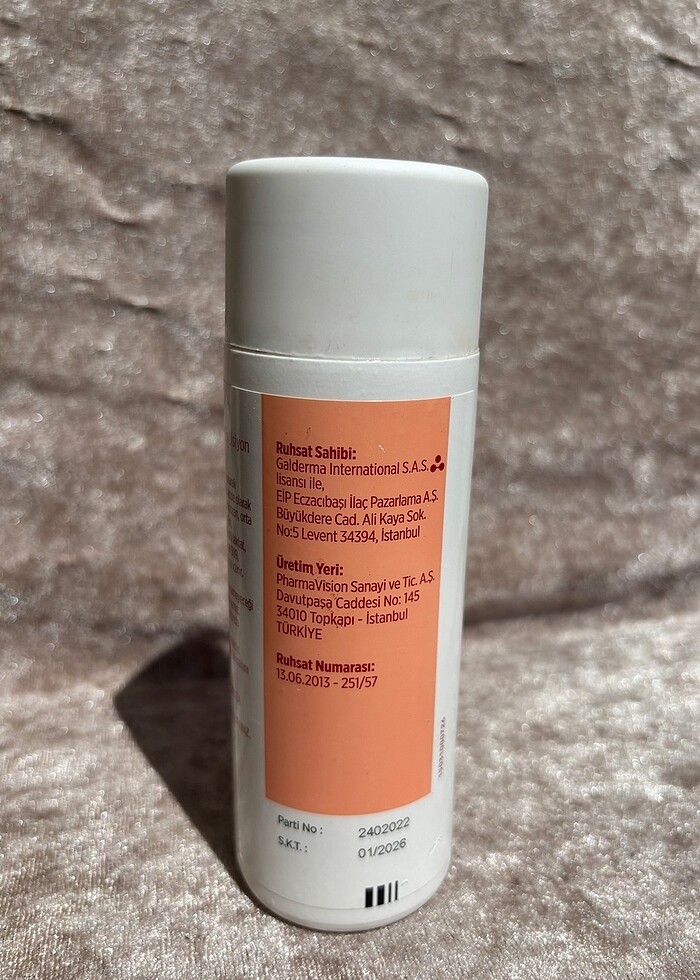 Ruhsat Sahibi:
Galderma International S.A.S.
lisansı ile,
EİP Eczacıbaşı İlaç Pazarlama A.Ş.
Büyükdere Cad. Ali Kaya Sok.
No:5 Levent 34394, İstanbul
Üretim Yeri:
PharmaVision Sanayi ve Tic. A.Ş.
Davutpaşa Caddesi No: 145
34010 Topkapı - İstanbul
TÜRKİYE
Ruhsat Numarası:
13.06.2013 - 251/57
Parti No : 2402022
S.K.T. : 01/2026